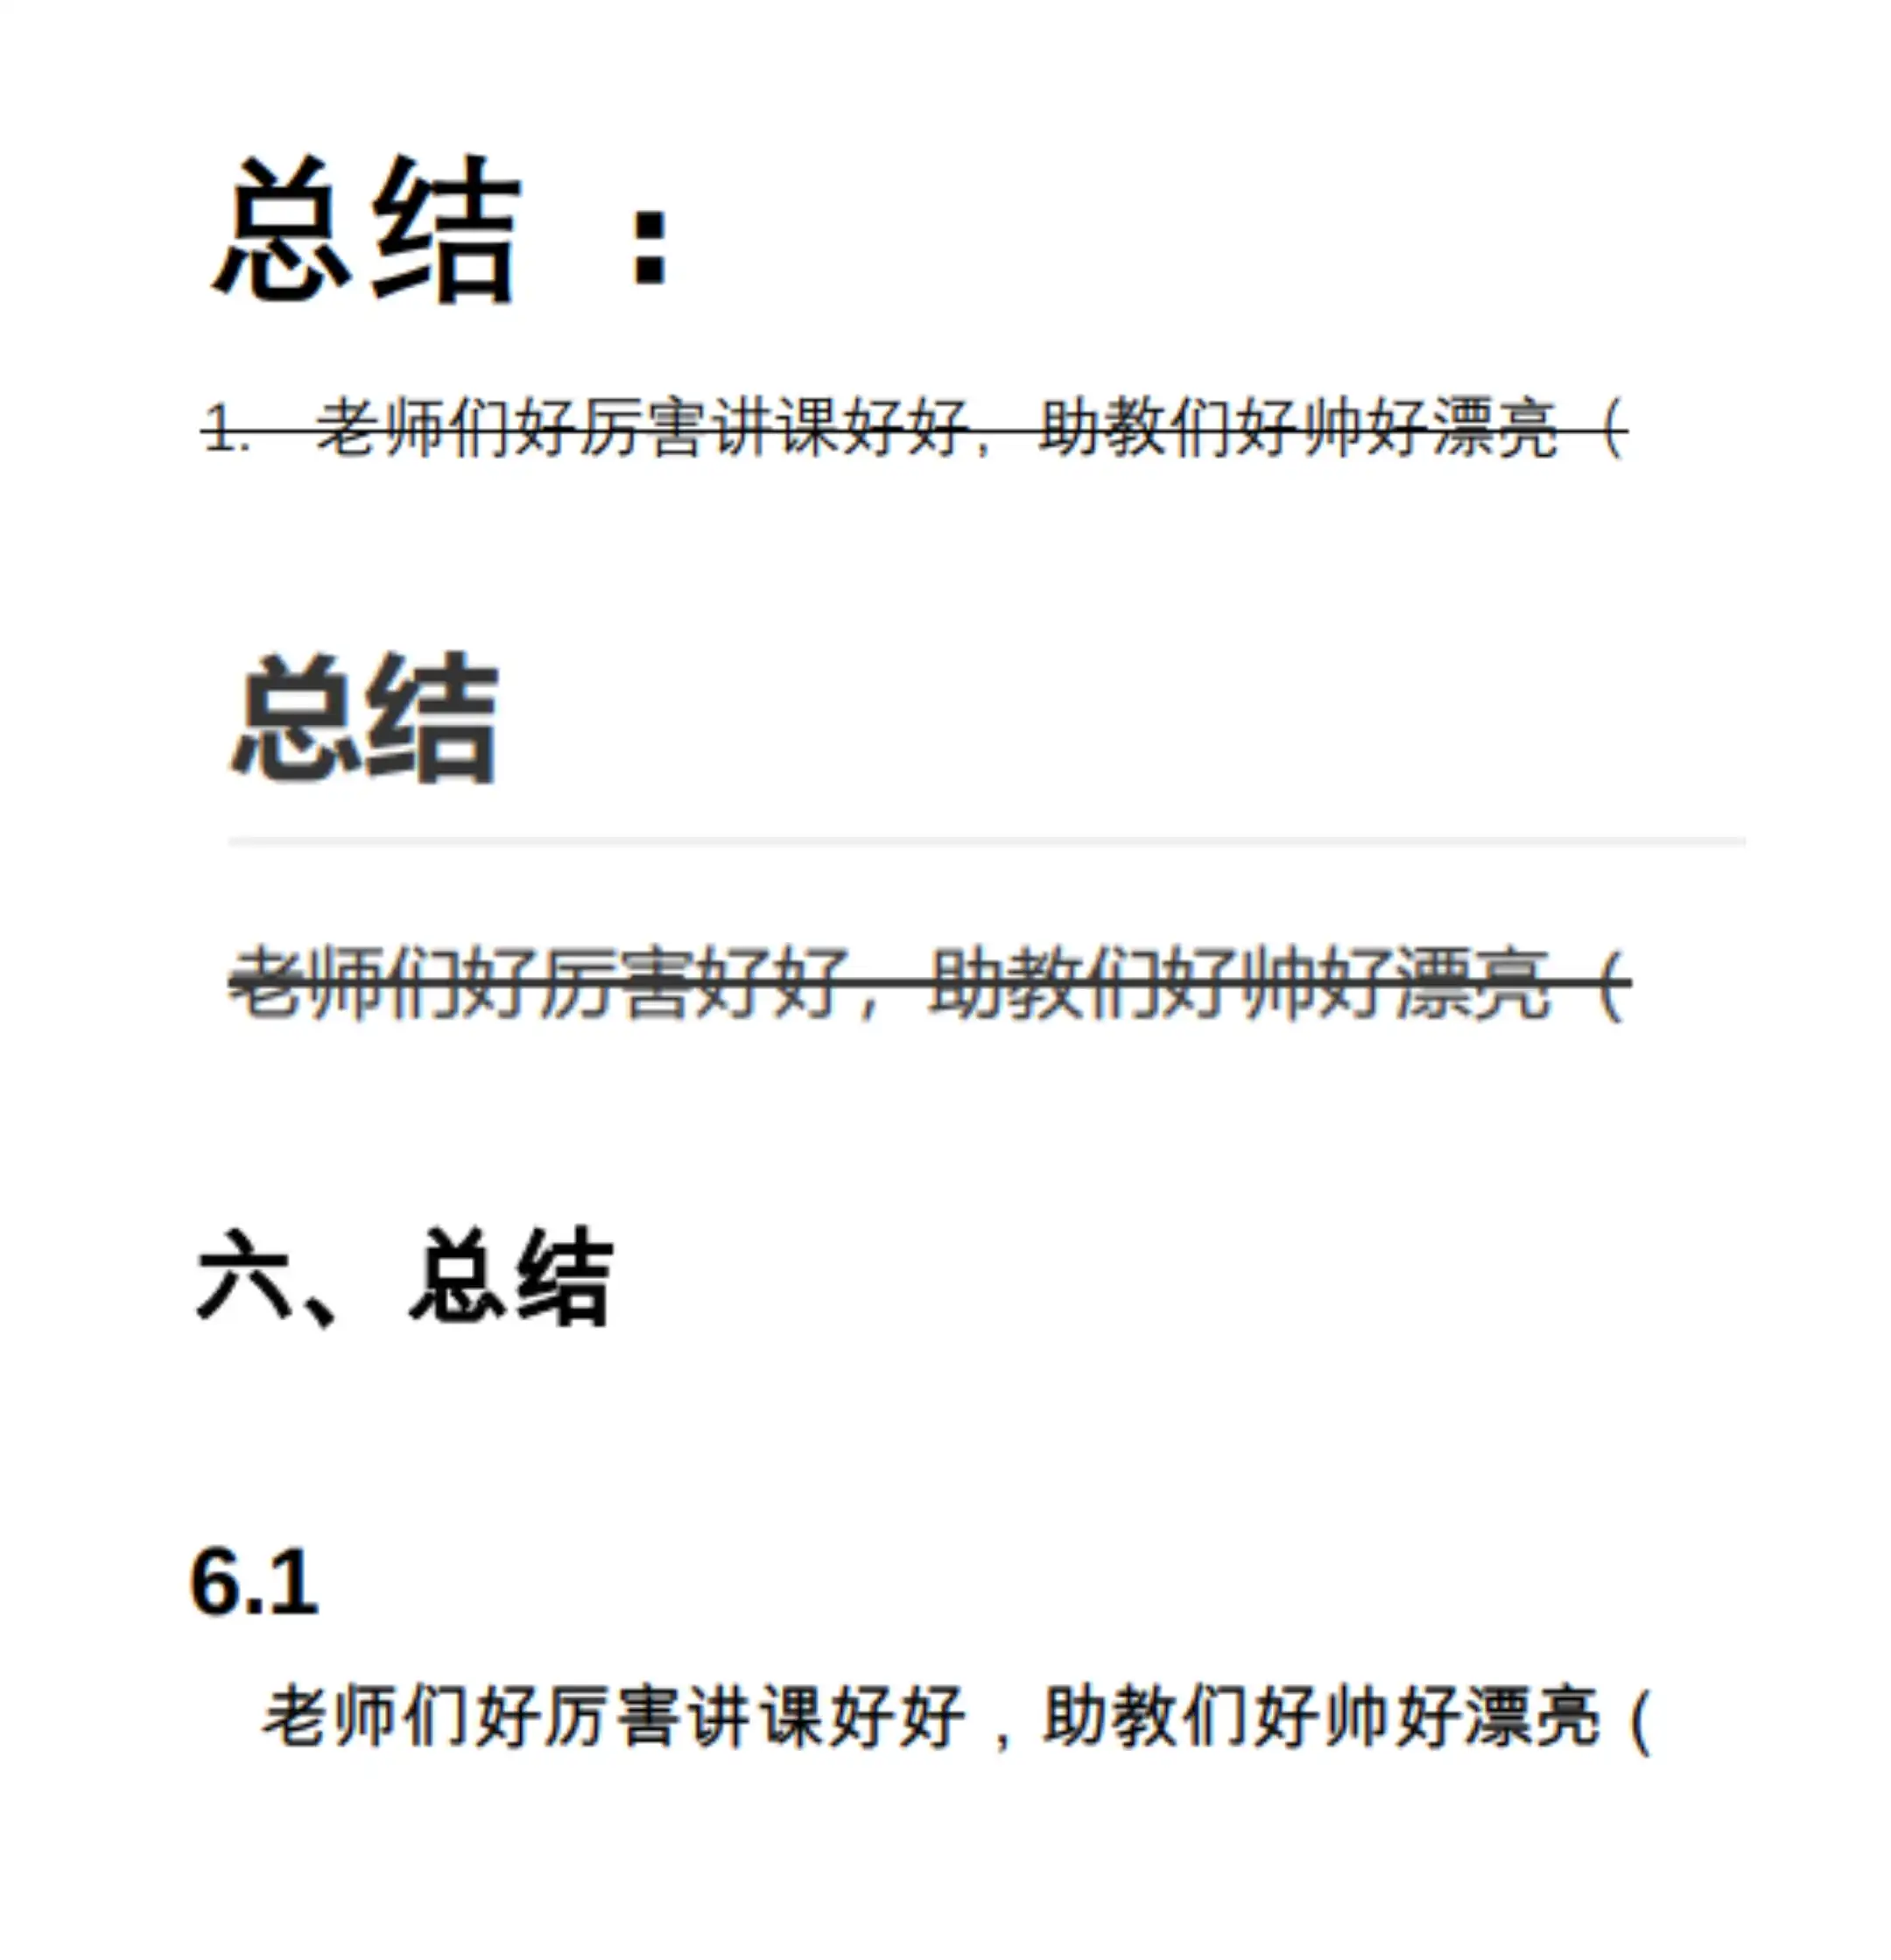 总结：
1. 老师们好厉害讲课好好，助教们好帅好漂亮（
总结
老师们好厉害好好，助教们好帅好漂亮（
六、总结
6.1
老师们好厉害讲课好好，助教们好帅好漂亮（